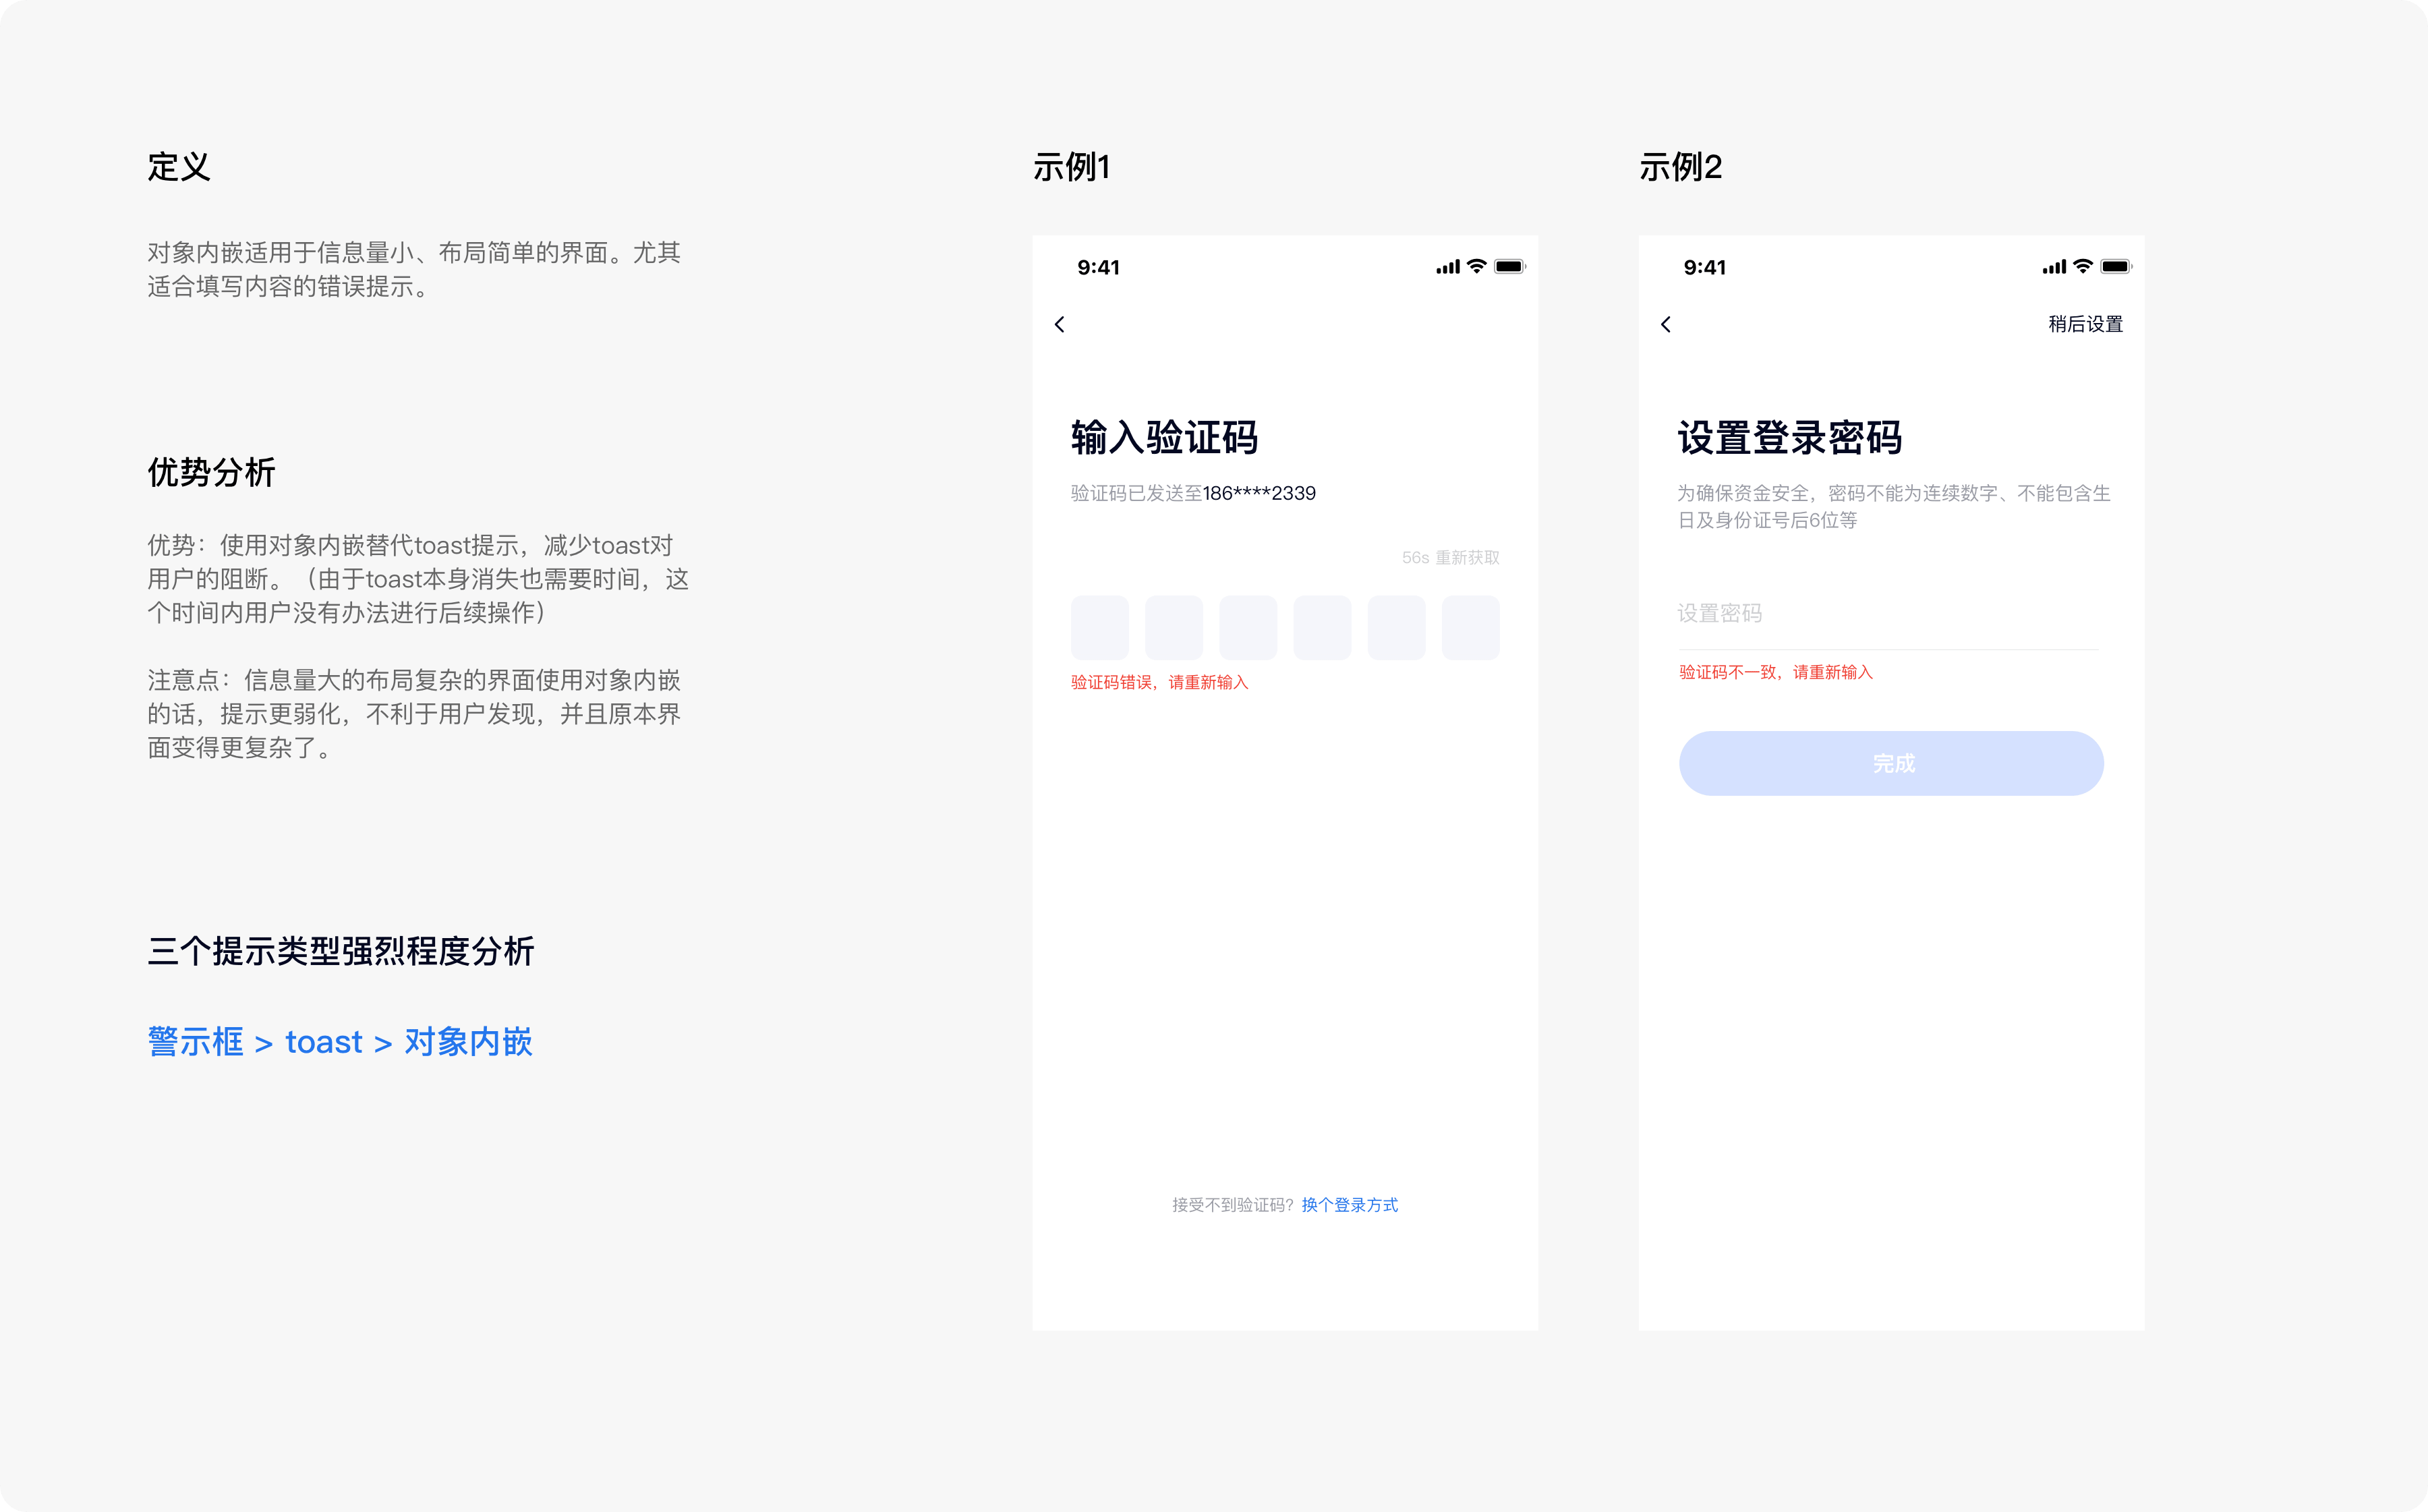 定义
对象内嵌适用于信息量小、布局简单的界面。尤其
适合填写内容的错误提示。
优势分析
优势：使用对象内嵌替代toast提示，减少toast对
用户的阻断。（由于toast本身消失也需要时间，这
个时间内用户没有办法进行后续操作）
注意点：信息量大的布局复杂的界面使用对象内嵌
的话，提示更弱化，不利于用户发现，并且原本界
面变得更复杂了。
三个提示类型强烈程度分析
警示框 > toast > 对象内嵌
示例1
9:41
输入验证码
验证码已发送至186****2339
56s 重新获取
验证码错误，请重新输入
接受不到验证码？换个登录方式
示例2
9:41
稍后设置
设置登录密码
为确保资金安全，密码不能为连续数字、不能包含生
日及身份证号后6位等
设置密码
验证码不一致，请重新输入
完成